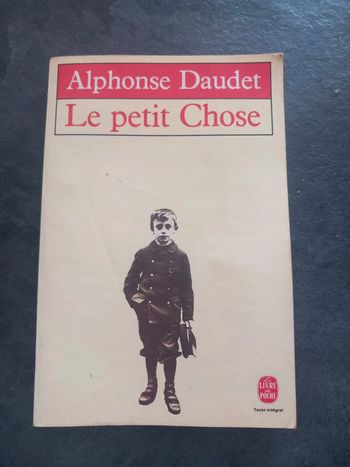 Alphonse Daudet
Le petit Chose
Le
LIVRE
de
POCHE
Texte intégral